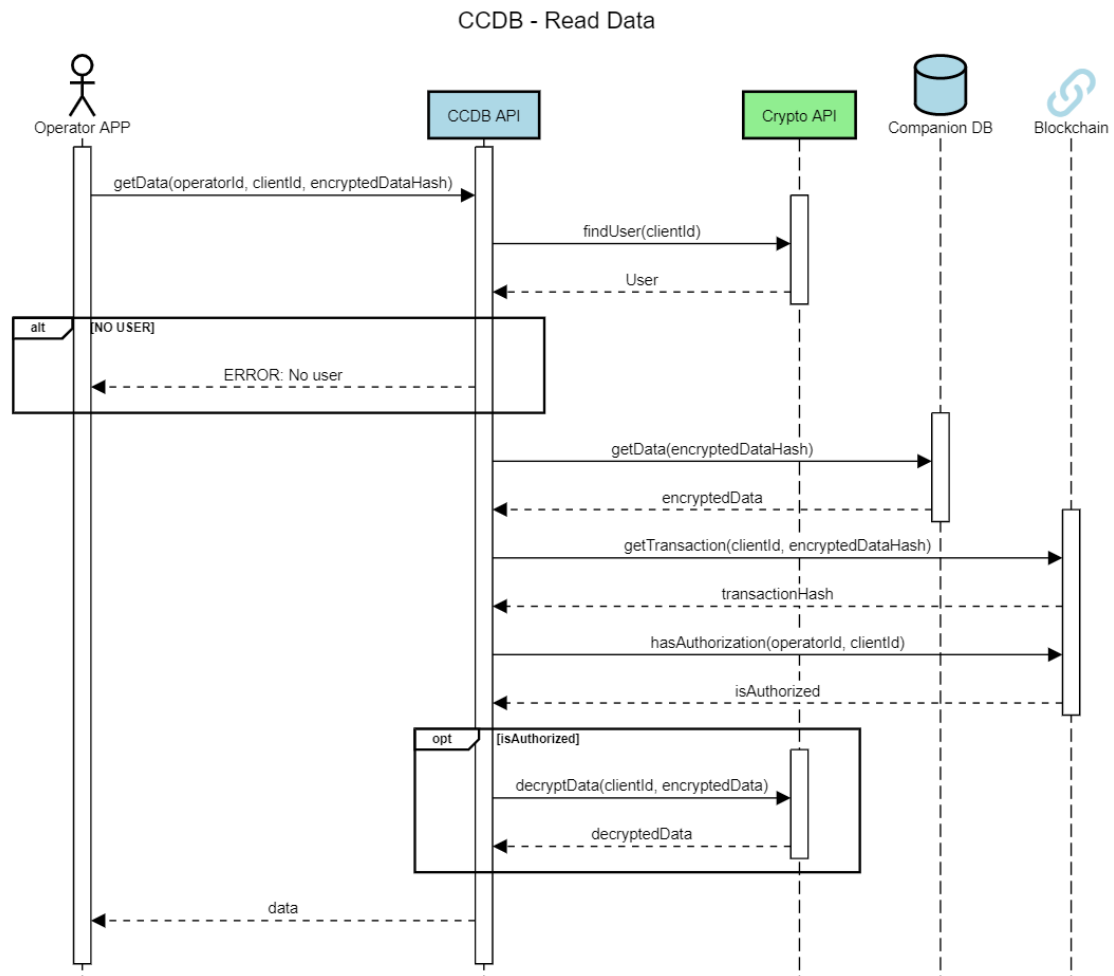 CCDB - Read Data
Operator APP
CCDB API
Crypto API
Companion DB
Blockchain
getData(operatorId, clientId, encryptedDataHash)
findUser(clientId)
User
alt
[NO USER]
ERROR: No user
getData(encryptedDataHash)
encryptedData
getTransaction(clientId, encryptedDataHash)
transactionHash
hasAuthorization(operatorId, clientId)
isAuthorized
opt
[isAuthorized]
decryptData(clientId, encryptedData)
decryptedData
data